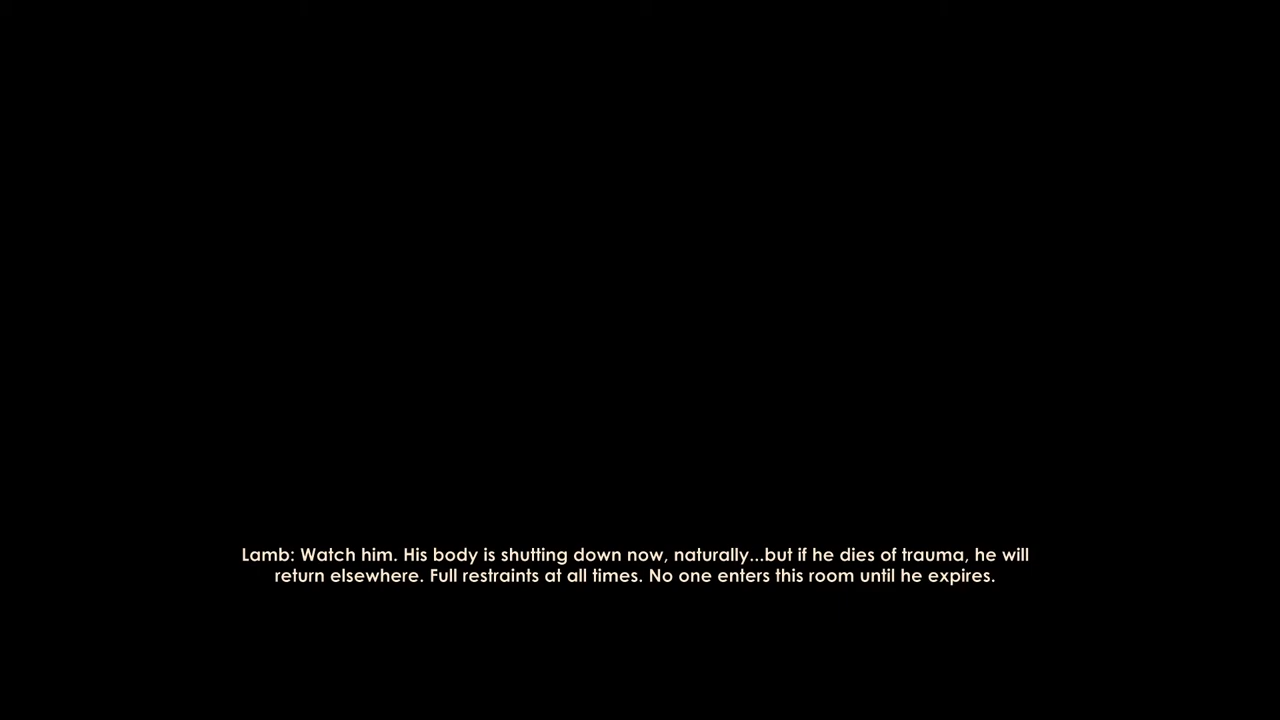 Lamb: Watch him. His body is shutting down now, naturally...but if he dies of trauma, he will
return elsewhere. Full restraints at all times. No one enters this room until he expires.